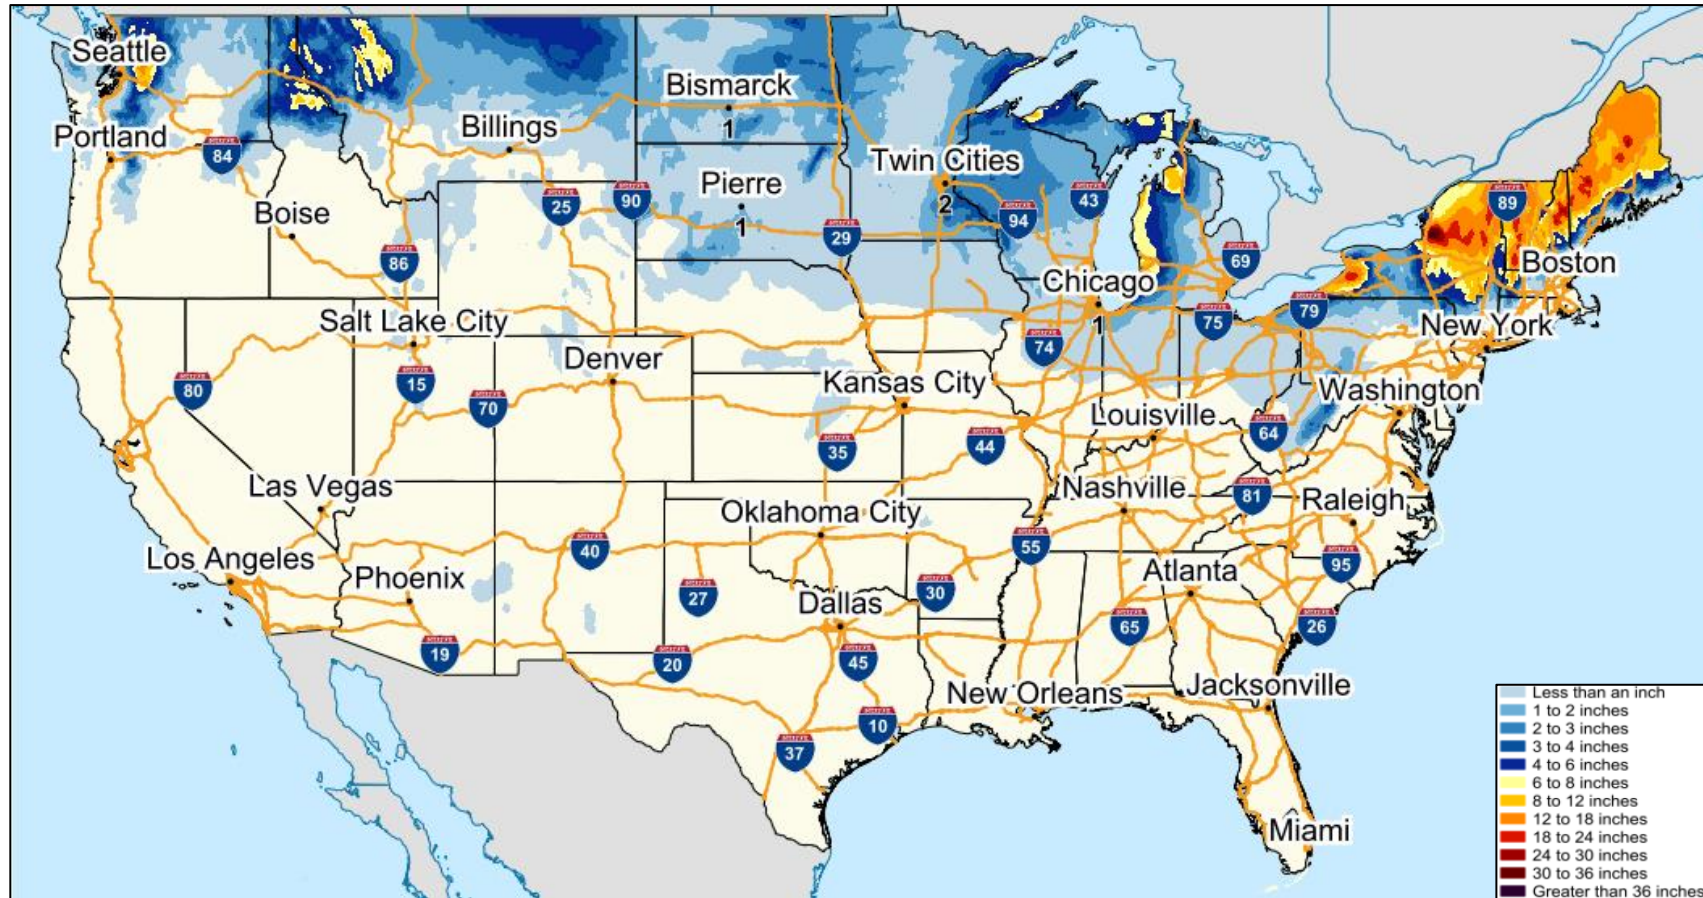 Seattle
Portland
84
Billings
Bismarck
1
Twin Cities
2
Pierre
1
Boise
25
90
29
94
43
89
86
69
Boston
Chicago
1
Salt Lake City
79
75
New York
74
Denver
Kansas City
Washington
80
15
70
Louisville
64
35
44
Las Vegas
Nashville
81
Raleigh
Oklahoma City
40
55
Los Angeles
Phoenix
Atlanta
95
27
30
Dallas
65
26
19
20
45
New Orleans
Jacksonville
10
37
Miami
Less than an inch
1 to 2 inches
2 to 3 inches
3 to 4 inches
4 to 6 inches
6 to 8 inches
8 to 12 inches
12 to 18 inches
18 to 24 inches
24 to 30 inches
30 to 36 inches
Greater than 36 inches